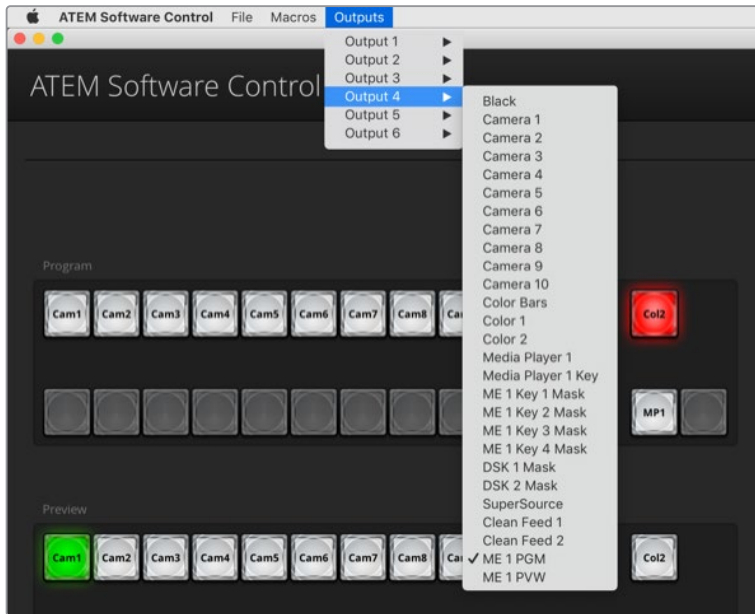 ATEM Software Control File Macros Outputs
Output 1
Output 2
Output 3
Output 4
Output 5
Output 6
ATEM Software Control
Black
Camera 1
Camera 2
Camera 3
Camera 4
Camera 5
Camera 6
Camera 7
Camera 8
Camera 9
Camera 10
Color Bars
Color 1
Color 2
Media Player 1
Media Player 1 Key
ME 1 Key 1 Mask
ME 1 Key 2 Mask
ME 1 Key 3 Mask
ME 1 Key 4 Mask
DSK 1 Mask
DSK 2 Mask
SuperSource
Clean Feed 1
Clean Feed 2
ME 1 PGM
ME 1 PVW
Program
Cam1 Cam2 Cam3 Cam4 Cam5 Cam6 Cam7 Cam8 Col2
MP1
Preview
Cam1 Cam2 Cam3 Cam4 Cam5 Cam6 Cam7 Cam8 Col2